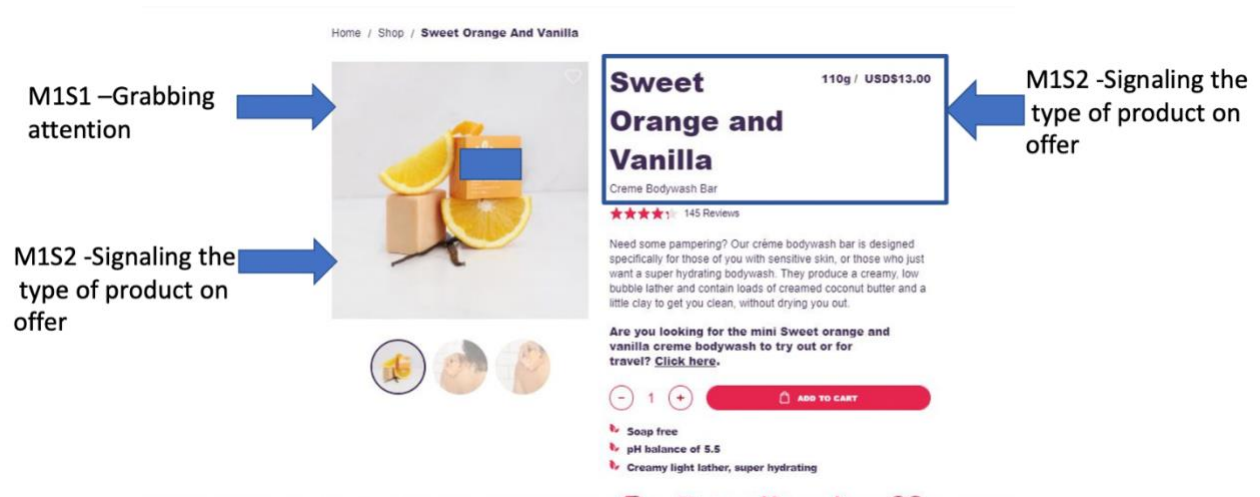 Home / Shop / Sweet Orange And Vanilla
M1S1 –Grabbing
attention
M1S2 -Signaling the
type of product on
offer
Sweet
Orange and
Vanilla
110g / USD$13.00
Creme Bodywash Bar
145 Reviews
M1S2 -Signaling the
type of product on
offer
Need some pampering? Our créme bodywash bar is designed
specifically for those of you with sensitive skin, or those who just
want a super hydrating bodywash. They produce a creamy, low
bubble lather and contain loads of creamed coconut butter and a
little clay to get you clean, without drying you out.
Are you looking for the mini Sweet orange and
vanilla creme bodywash to try out or for
travel? Click here.
- 1 +
ADD TO CART
Soap free
pH balance of 5.5
Creamy light lather, super hydrating